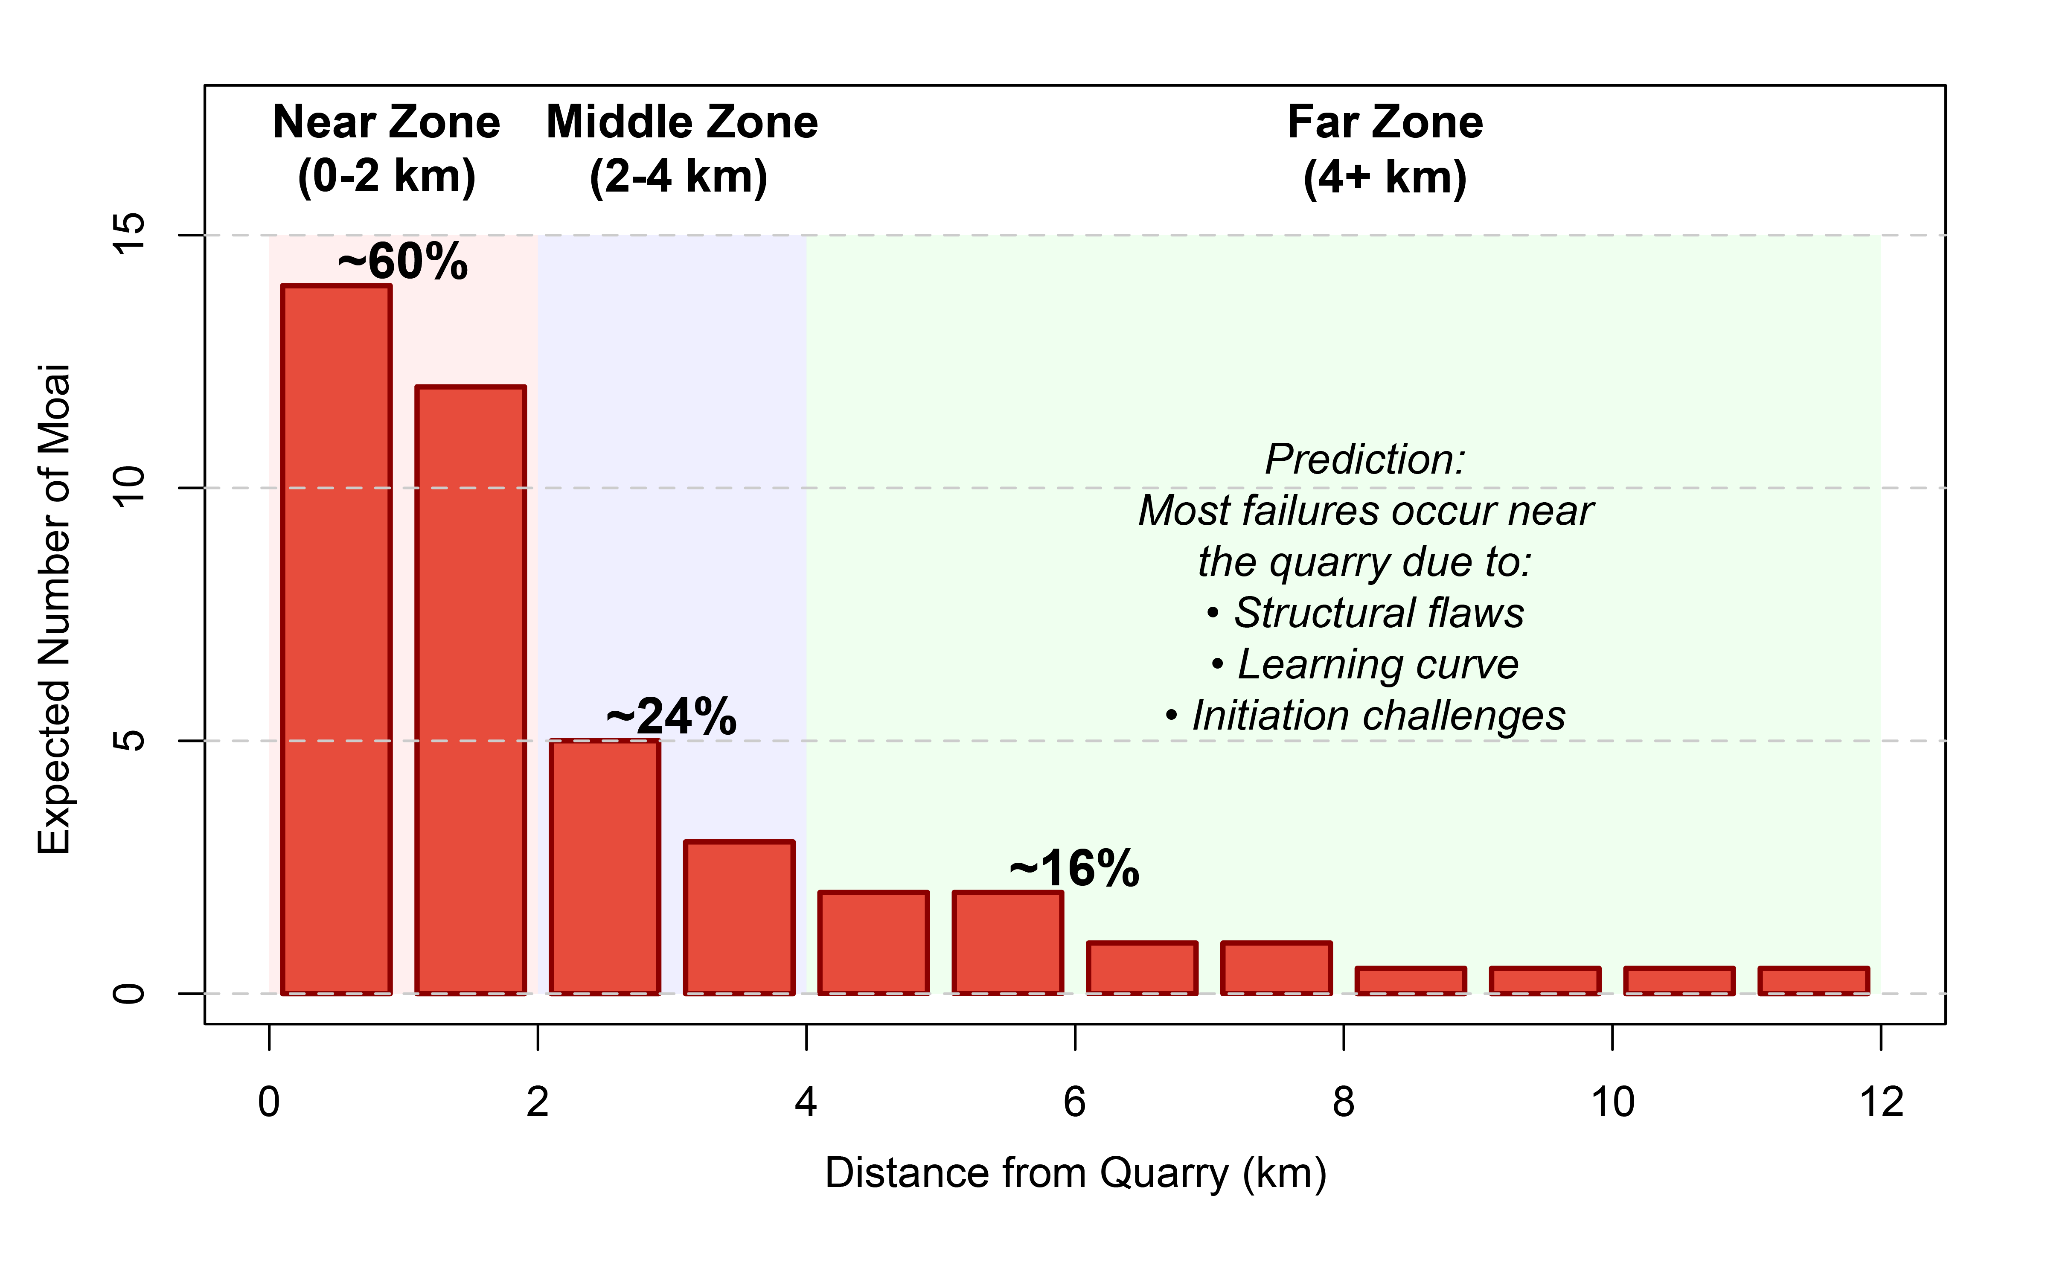 Near Zone
(0-2 km)
Middle Zone
(2-4 km)
Far Zone
(4+ km)
~60%
~24%
~16%
Prediction:
Most failures occur near
the quarry due to:
• Structural flaws
• Learning curve
• Initiation challenges
Expected Number of Moai
15
10
5
0
0 2 4 6 8 10 12
Distance from Quarry (km)